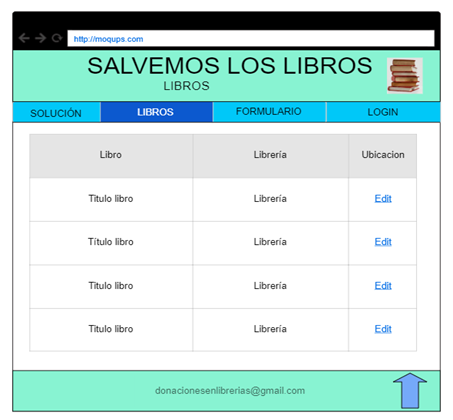 http://moqups.com
SALVEMOS LOS LIBROS
LIBROS
SOLUCIÓN LIBROS FORMULARIO LOGIN
Libro Librería Ubicacion
Titulo libro Librería Edit
Título libro Librería Edit
Titulo libro Librería Edit
Titulo libro Librería Edit
donacionesenlibrerias@gmail.com